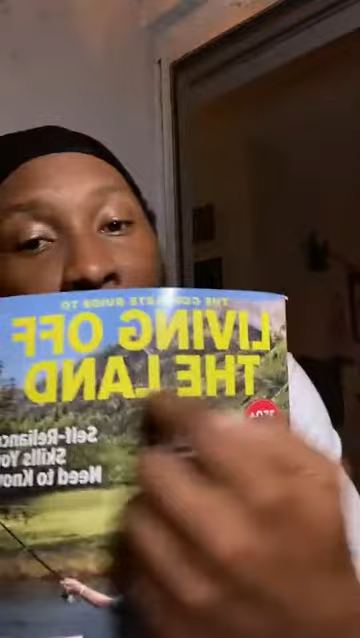 THE COMPLETE GUIDE TO
LIVING OFF
THE LAND
Self-Reliance
Skills You
Need to Know